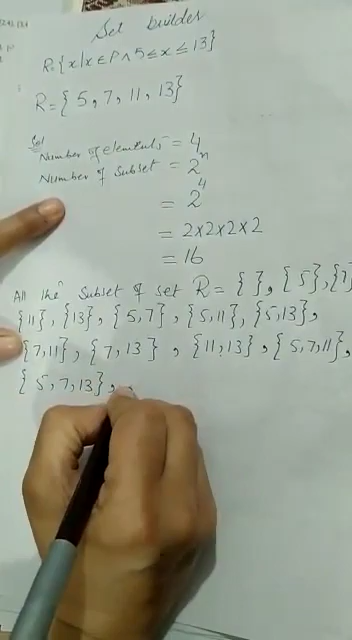 Set builder
R={x|x∈P∧5≤x≤13}
R={5,7,11,13}
Sol
Number of elements = 4
Number of subset = 2ⁿ
= 2⁴
= 2×2×2×2
= 16
All the subset of set R = { }, {5}, {7}
{11}, {13}, {5,7}, {5,11}, {5,13},
{7,11}, {7,13}, {11,13}, {5,7,11},
{5,7,13},